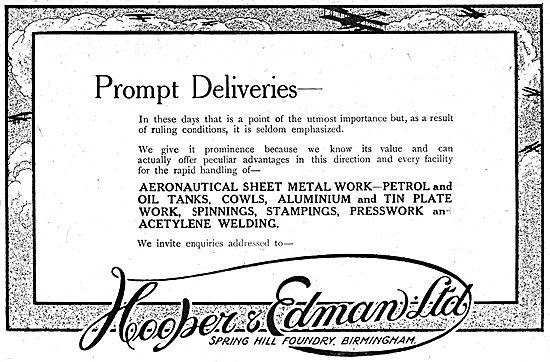 Prompt Deliveries—
In these days that is a point of the utmost importance but, as a result
of ruling conditions, it is seldom emphasized.
We give it prominence because we know its value and can
actually offer peculiar advantages in this direction and every facility
for the rapid handling of—
AERONAUTICAL SHEET METAL WORK—PETROL and
OIL TANKS, COWLS, ALUMINIUM and TIN PLATE
WORK, SPINNINGS, STAMPINGS, PRESSWORK an
ACETYLENE WELDING.
We invite enquiries addressed to—
Hooper & Edman Ltd
SPRING HILL FOUNDRY. BIRMINGHAM.